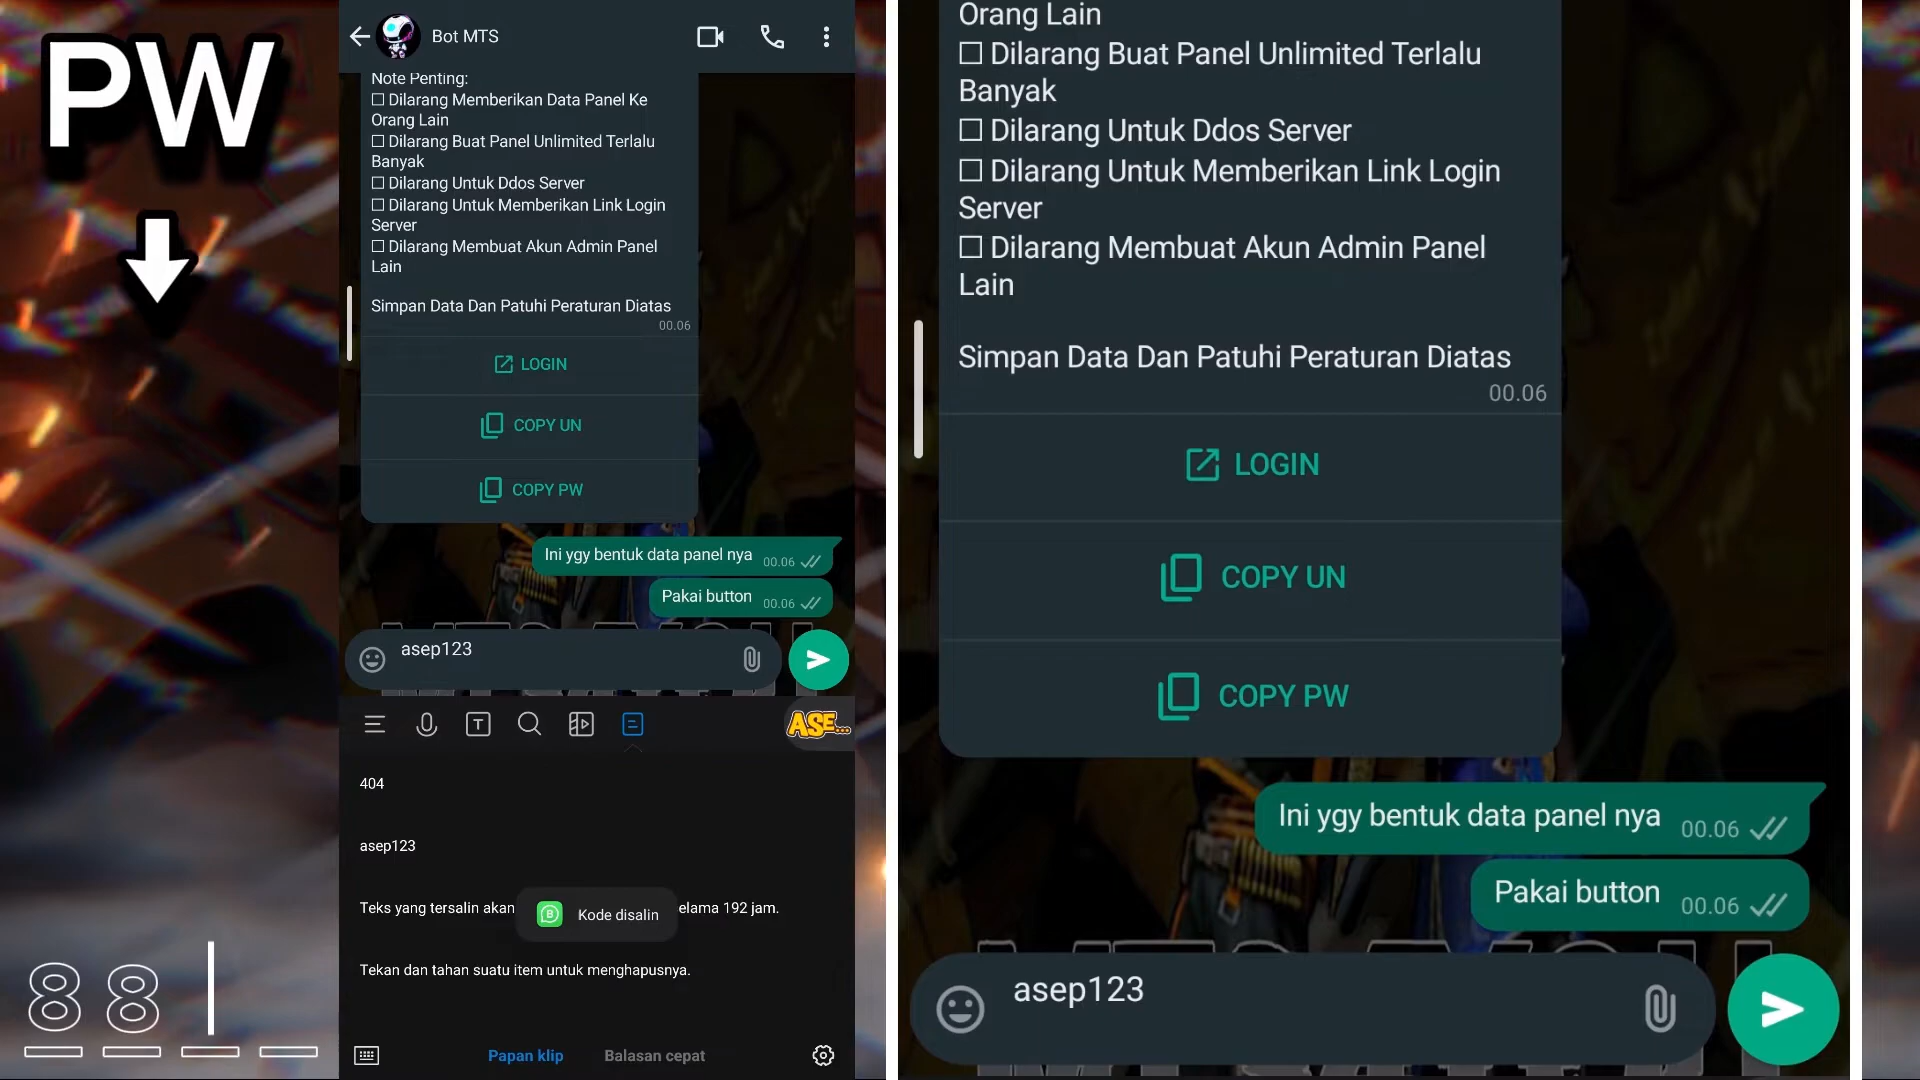 PW
Bot MTS
Note Penting:
☐ Dilarang Memberikan Data Panel Ke
Orang Lain
☐ Dilarang Buat Panel Unlimited Terlalu
Banyak
☐ Dilarang Untuk Ddos Server
☐ Dilarang Untuk Memberikan Link Login
Server
☐ Dilarang Membuat Akun Admin Panel
Lain
Simpan Data Dan Patuhi Peraturan Diatas
00.06
LOGIN
COPY UN
COPY PW
Ini ygy bentuk data panel nya 00.06
Pakai button 00.06
asep123
ASE...
404
asep123
Teks yang tersalin akan
elama 192 jam.
Kode disalin
Tekan dan tahan suatu item untuk menghapusnya.
Papan klip
Balasan cepat
88
Orang Lain
☐ Dilarang Buat Panel Unlimited Terlalu
Banyak
☐ Dilarang Untuk Ddos Server
☐ Dilarang Untuk Memberikan Link Login
Server
☐ Dilarang Membuat Akun Admin Panel
Lain
Simpan Data Dan Patuhi Peraturan Diatas
00.06
LOGIN
COPY UN
COPY PW
Ini ygy bentuk data panel nya 00.06
Pakai button 00.06
asep123